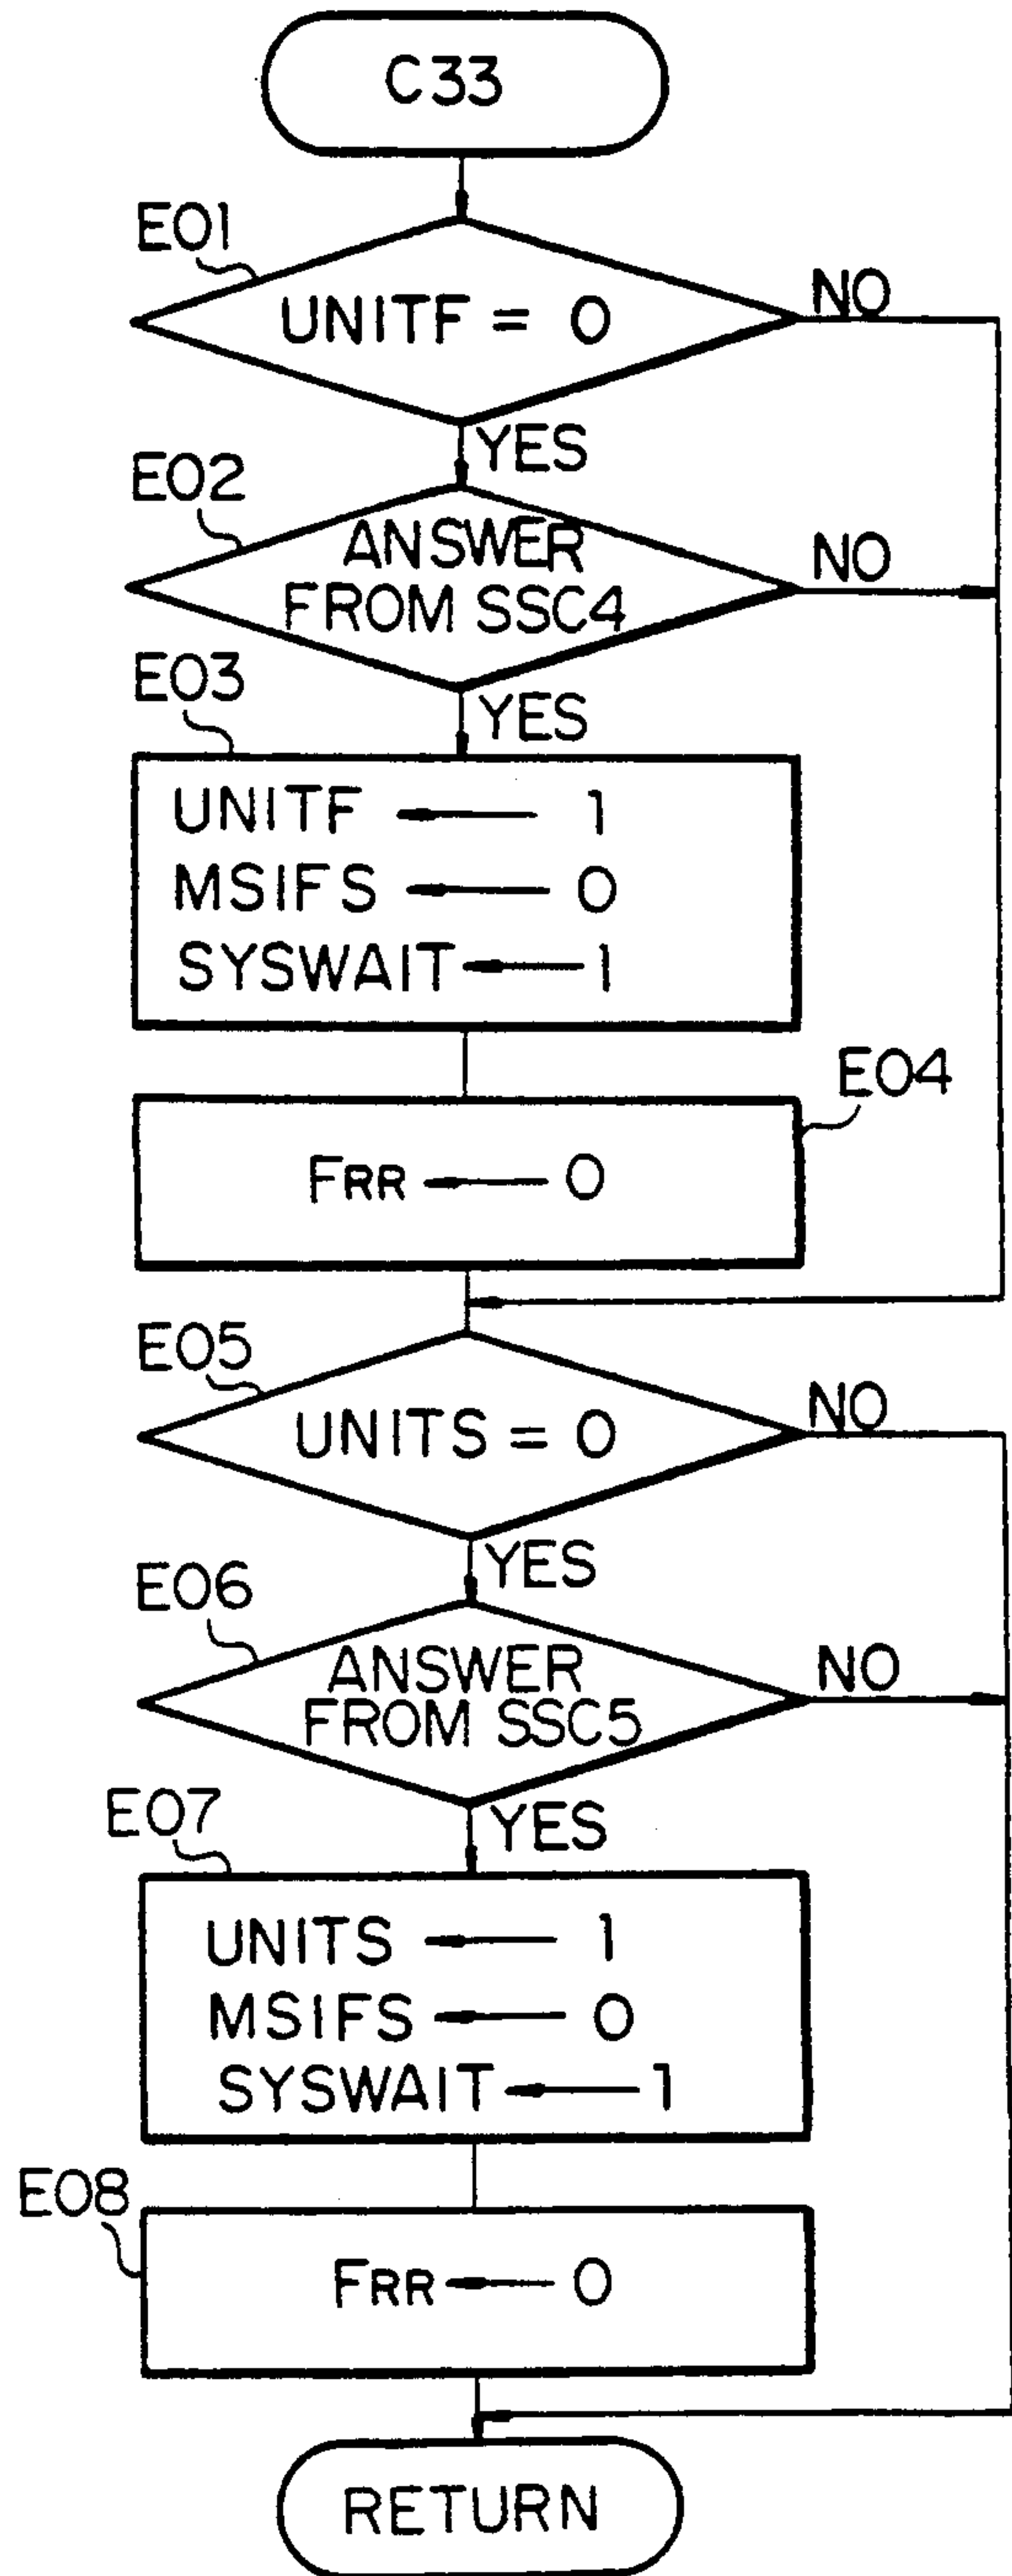 C33
E01
UNITF = 0
NO
YES
E02
ANSWER
FROM SSC4
NO
E03
YES
UNITF ← 1
MSIFS ← 0
SYSWAIT ← 1
E04
FRR ← 0
E05
UNITS = 0
NO
YES
E06
ANSWER
FROM SSC5
NO
E07
YES
UNITS ← 1
MSIFS ← 0
SYSWAIT ← 1
E08
FRR ← 0
RETURN